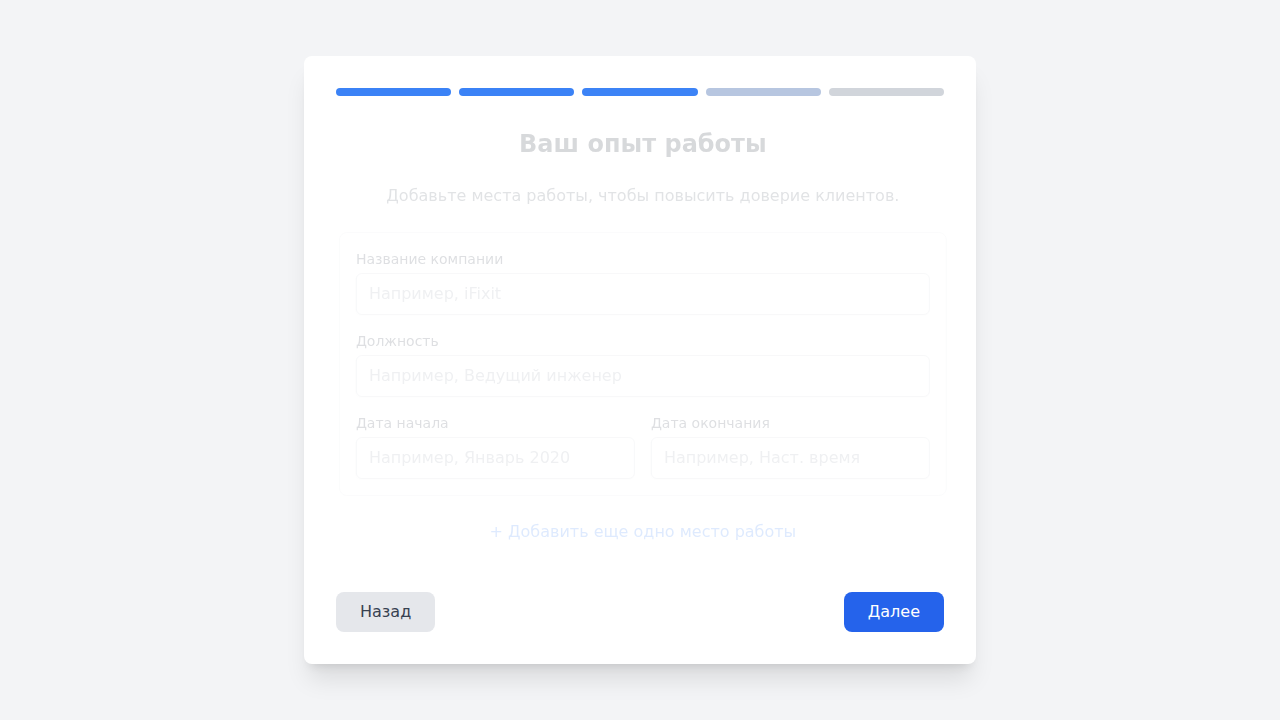 Ваш опыт работы
Добавьте места работы, чтобы повысить доверие клиентов.
Название компании
Например, IFixit
Должность
Например, Ведущий инженер
Дата начала
Дата окончания
Например, Январь 2020
Например, Наст. время
+ Добавить еще одно место работы
Назад
Далее